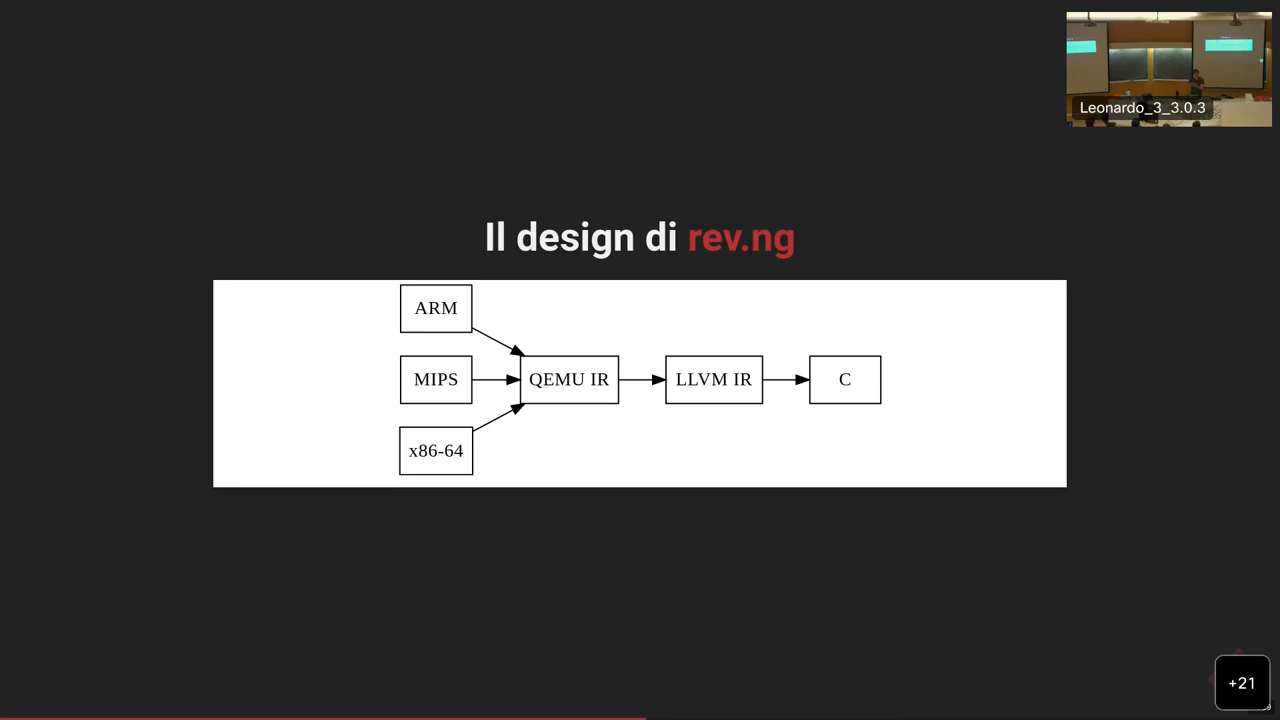 Leonardo_3_3.0.3
Il design di rev.ng
ARM
MIPS
QEMU IR
LLVM IR
C
x86-64
+21